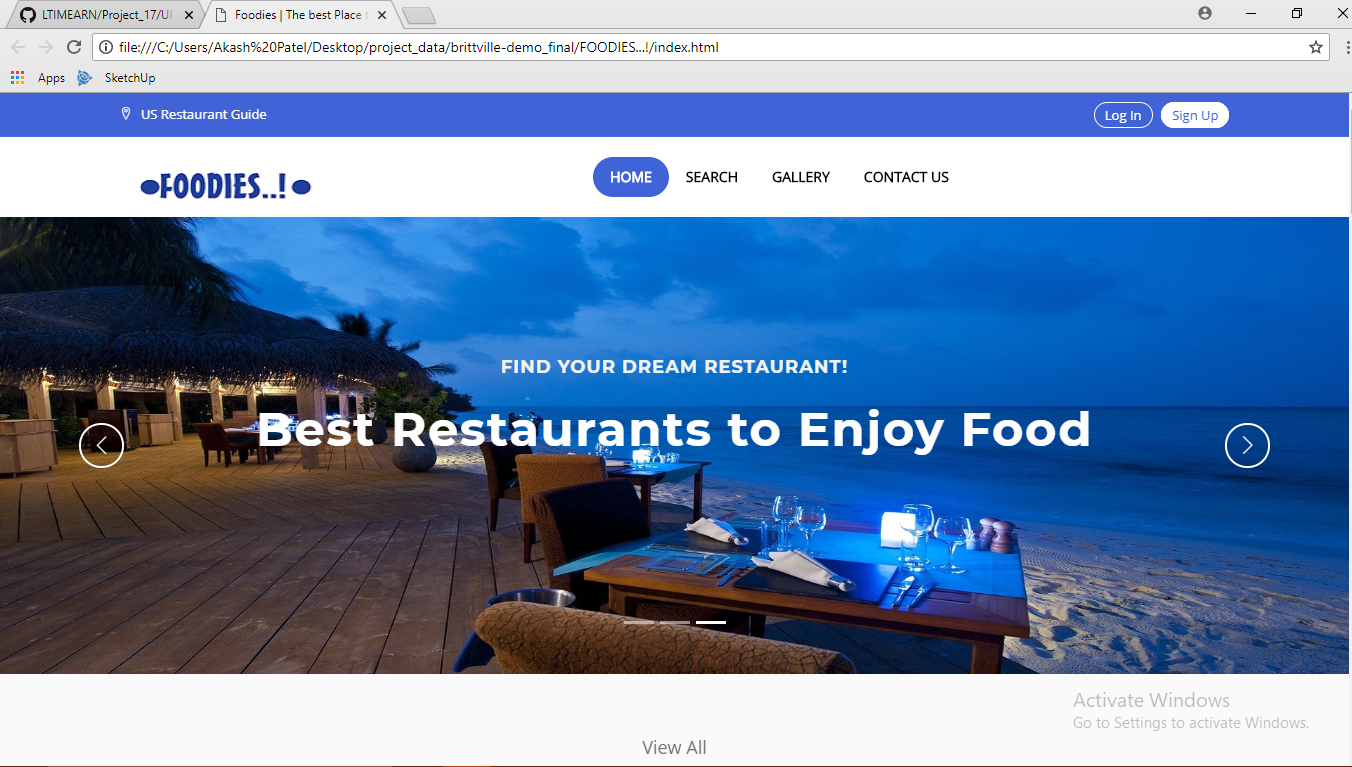 LTIMEARN/Project_17/UI
Foodies | The best Place t
file:///C:/Users/Akash%20Patel/Desktop/project_data/brittville-demo_final/FOODIES...!/index.html
Apps SketchUp
US Restaurant Guide
Log In Sign Up
FOODIES..!
HOME SEARCH GALLERY CONTACT US
FIND YOUR DREAM RESTAURANT!
Best Restaurants to Enjoy Food
Activate Windows
Go to Settings to activate Windows.
View All